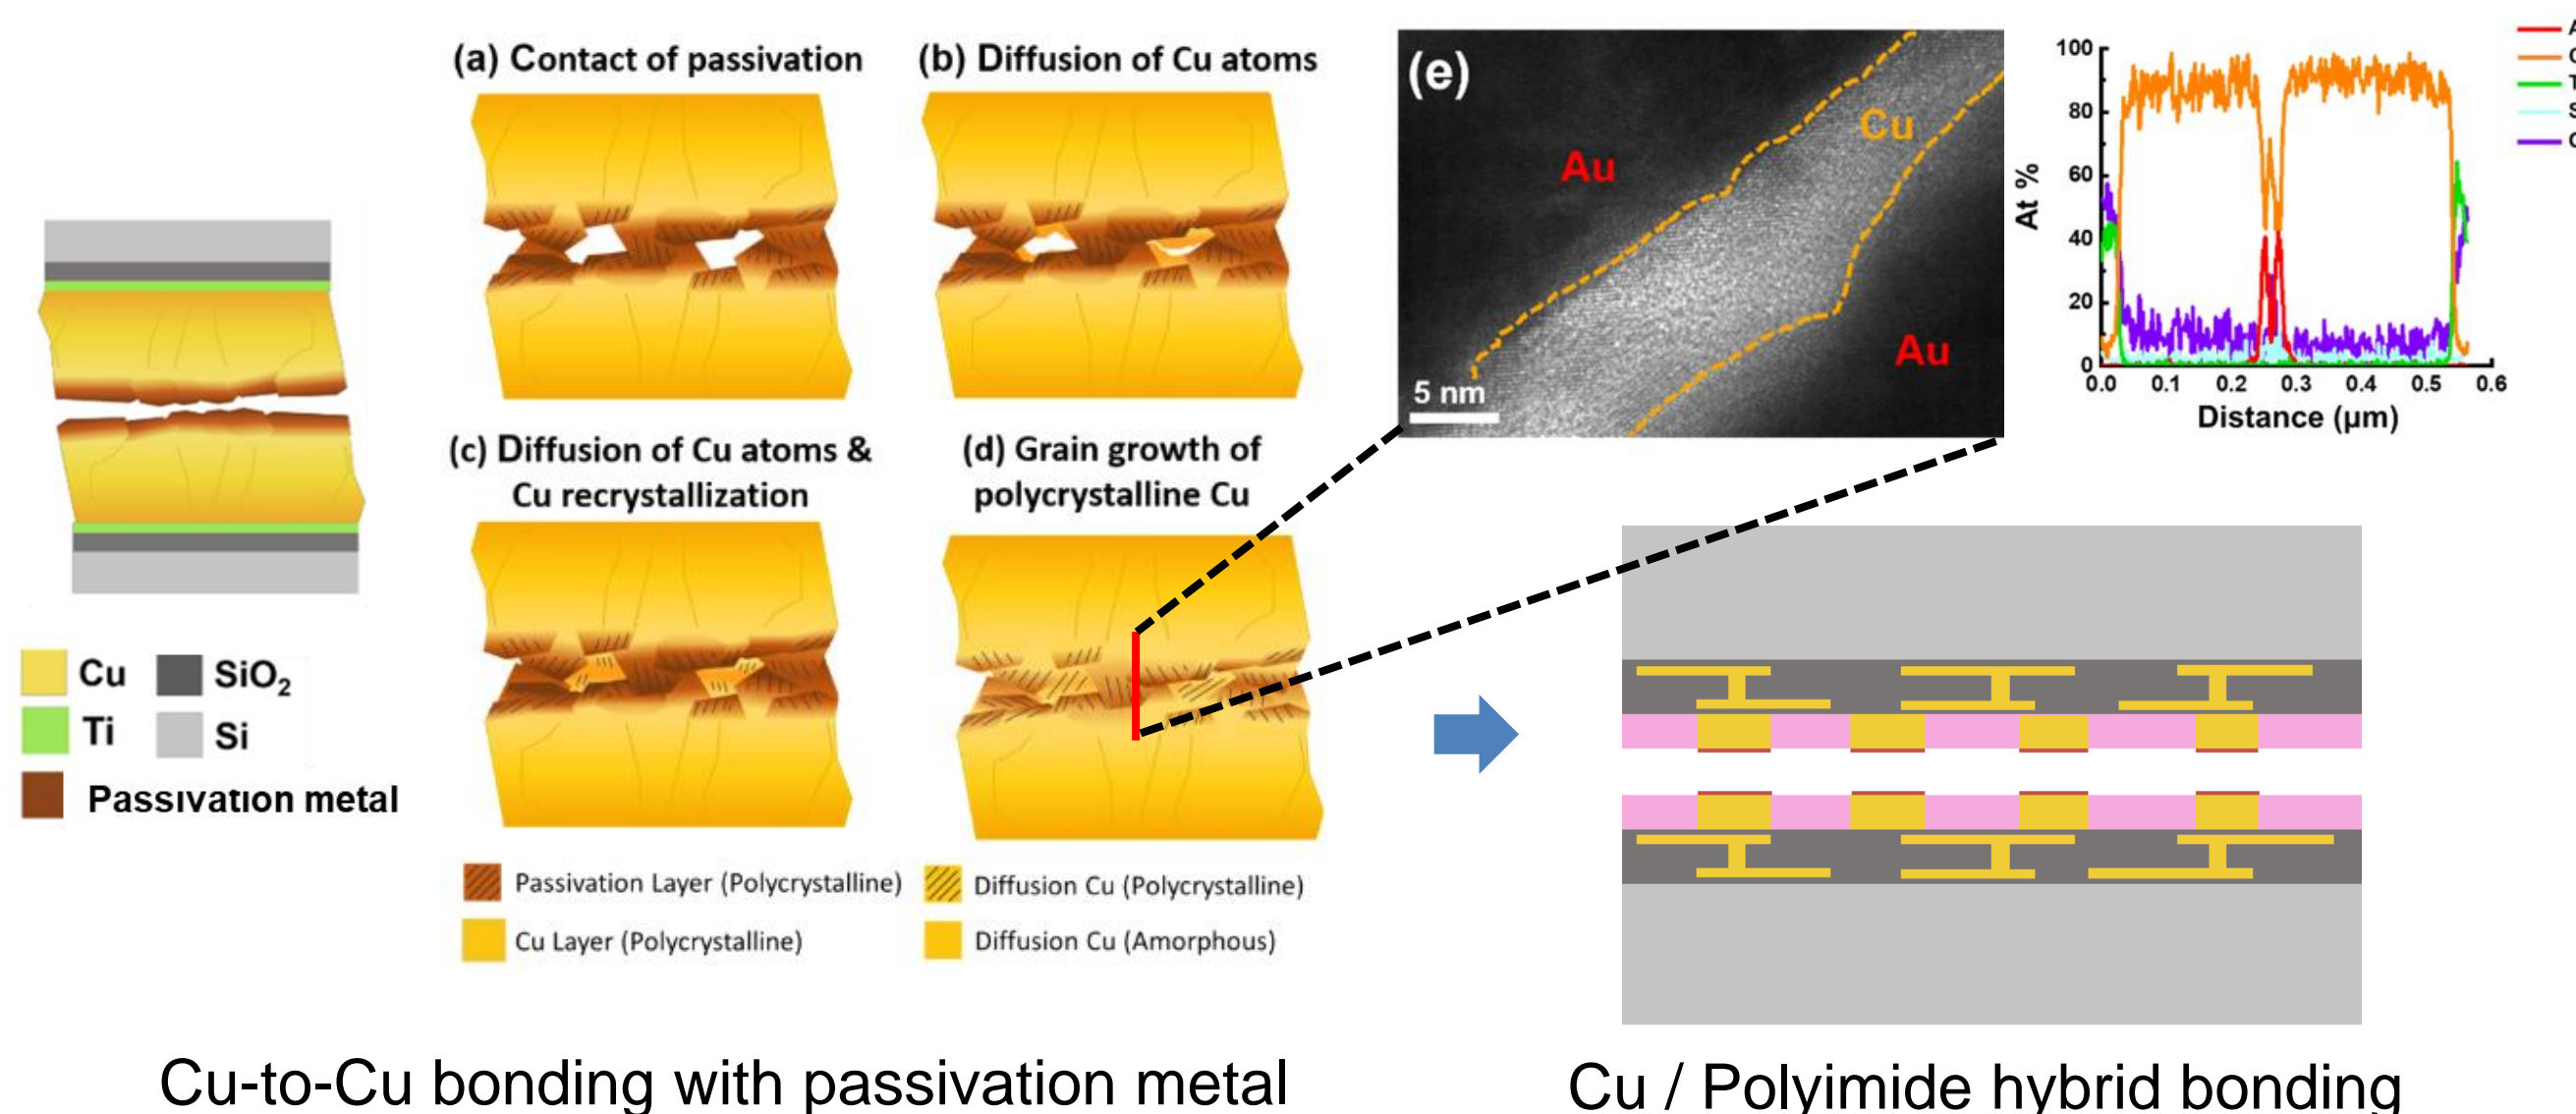 (a) Contact of passivation
(b) Diffusion of Cu atoms
(c) Diffusion of Cu atoms &
Cu recrystallization
(d) Grain growth of
polycrystalline Cu
Cu
SiO₂
Ti
Si
Passivation metal
Passivation Layer (Polycrystalline)
Diffusion Cu (Polycrystalline)
Cu Layer (Polycrystalline)
Diffusion Cu (Amorphous)
(e)
Au
Cu
Au
5 nm
At %
100
80
60
40
20
0
0.0 0.1 0.2 0.3 0.4 0.5 0.6
Distance (µm)
Cu-to-Cu bonding with passivation metal
Cu / Polyimide hybrid bonding